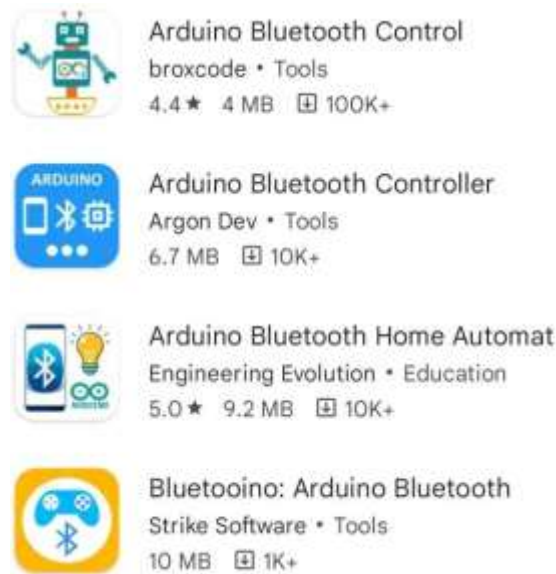 Arduino Bluetooth Control
broxcode • Tools
4.4★ 4 MB 100K+
ARDUINO
Arduino Bluetooth Controller
Argon Dev • Tools
6.7 MB 10K+
Arduino Bluetooth Home Automat
Engineering Evolution • Education
5.0★ 9.2 MB 10K+
ARDUINO
Bluetooino: Arduino Bluetooth
Strike Software • Tools
10 MB 1K+